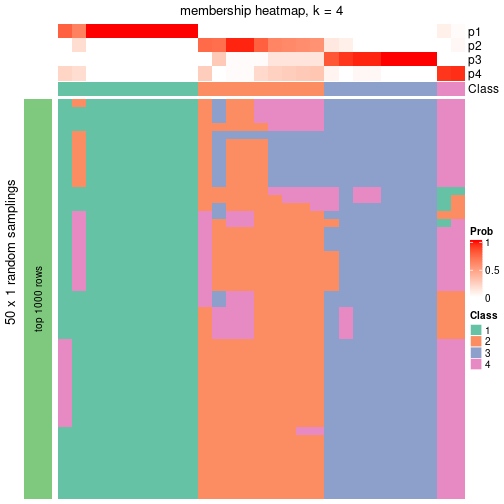 membership heatmap, k = 4
p1
p2
p3
p4
Class
50 x 1 random samplings
top 1000 rows
Prob
1
0.5
0
Class
1
2
3
4